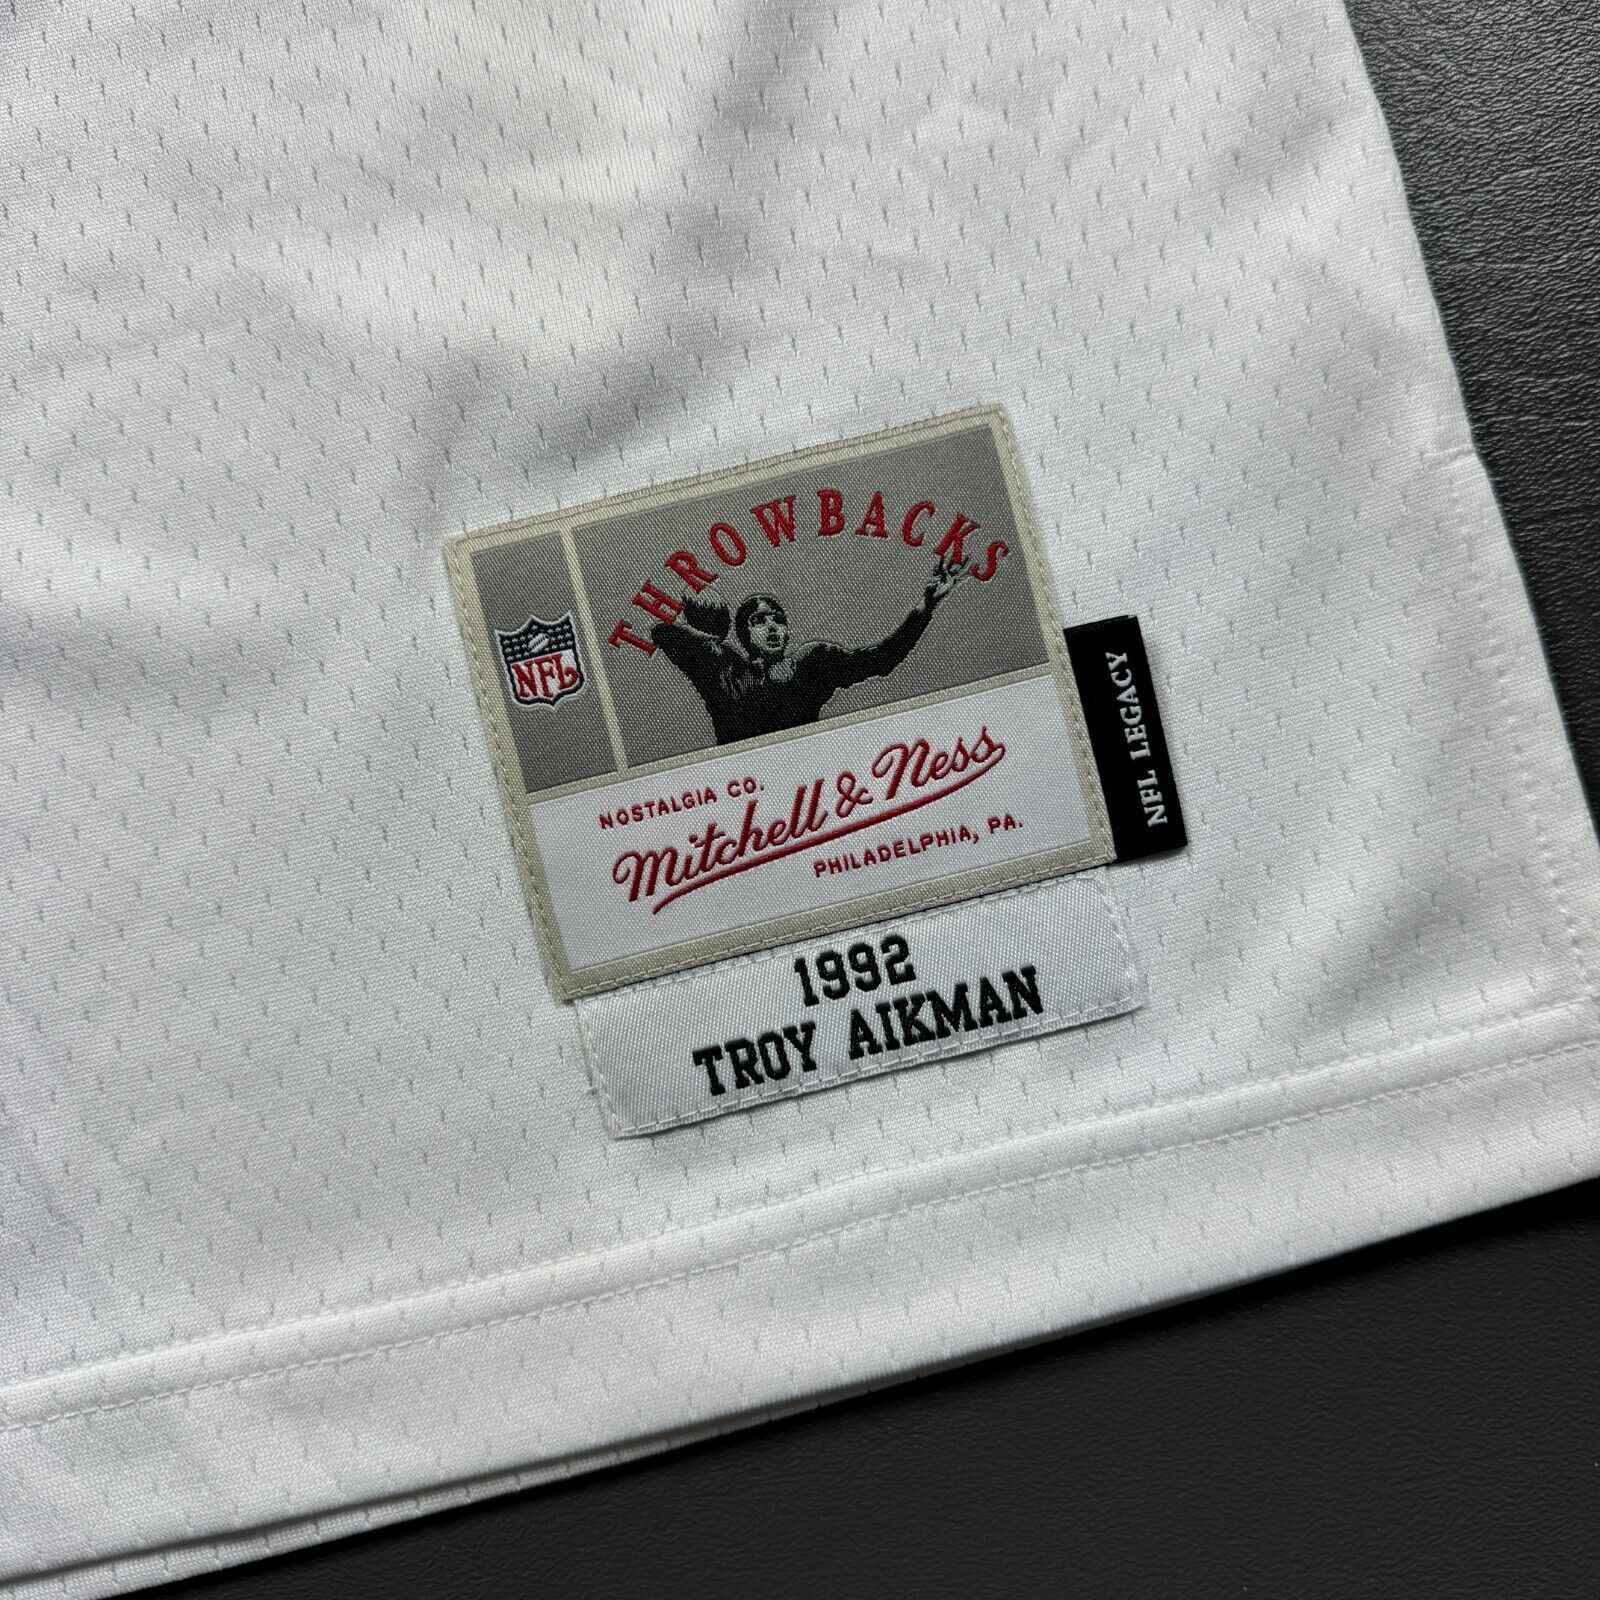 THROWBACKS
NFL
NOSTALGIA CO.
Mitchell & Ness
PHILADELPHIA, PA.
NFL LEGACY
1992
TROY AIKMAN